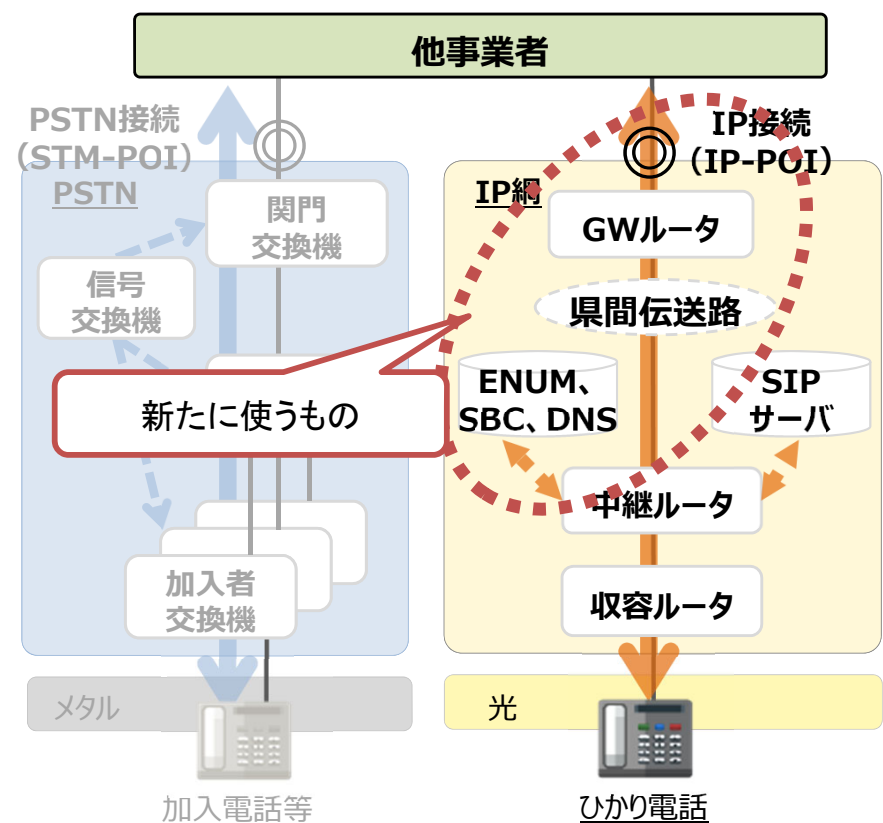 他事業者
PSTN接続
（STM-POI）
PSTN
関門
交換機
信号
交換機
加入者
交換機
メタル
加入電話等
新たに使うもの
IP接続
（IP-POI）
IP網
GWルータ
県間伝送路
ENUM、
SBC、DNS
SIP
サーバ
中継ルータ
収容ルータ
光
ひかり電話